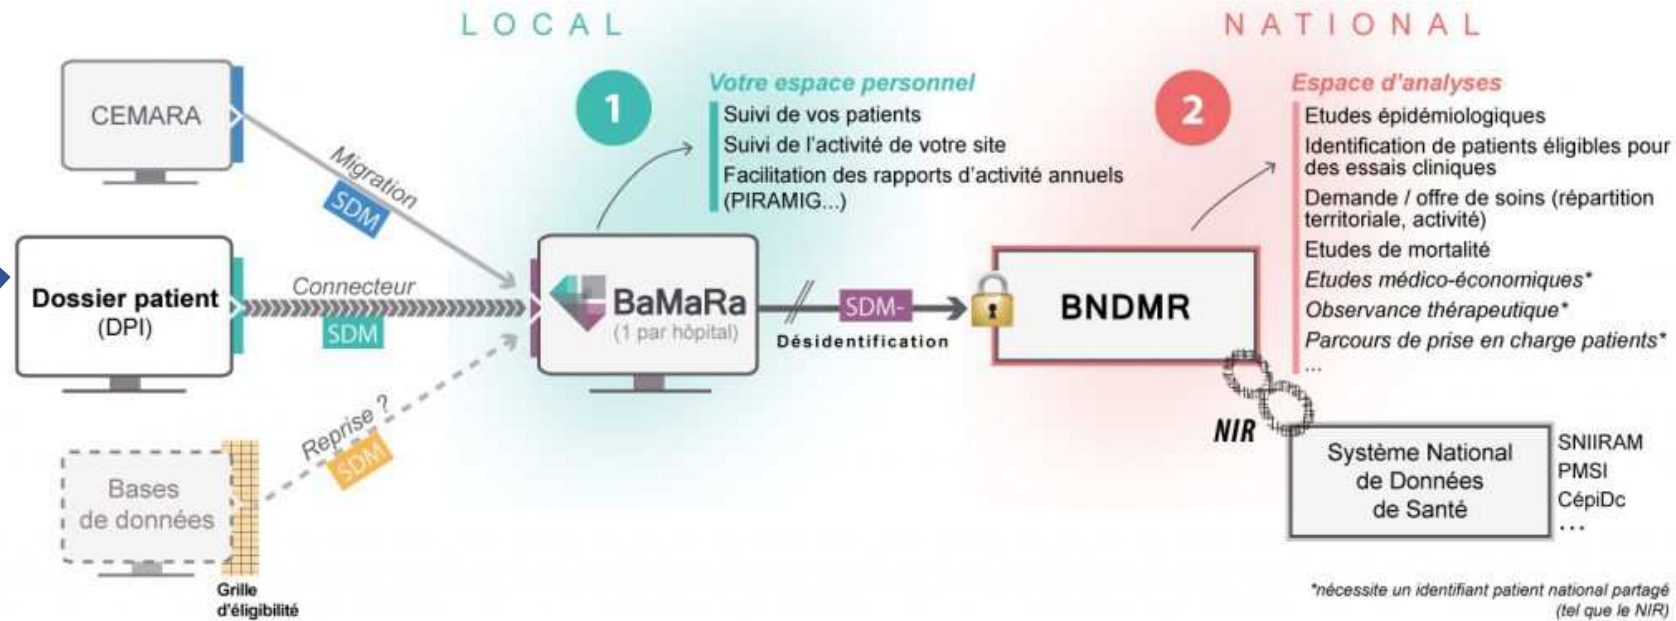 LOCAL
NATIONAL
CEMARA
Migration
SDM
Dossier patient
(DPI)
Connecteur
SDM
Bases
de données
Reprise ?
SDM
Grille
d'éligibilité
1
Votre espace personnel
Suivi de vos patients
Suivi de l'activité de votre site
Facilitation des rapports d'activité annuels
(PIRAMIG...)
BaMaRa
(1 par hôpital)
SDM-
Désidentification
2
Espace d'analyses
Etudes épidémiologiques
Identification de patients éligibles pour
des essais cliniques
Demande / offre de soins (répartition
territoriale, activité)
Etudes de mortalité
Etudes médico-économiques*
Observance thérapeutique*
Parcours de prise en charge patients*
...
BNDMR
NIR
Système National
de Données
de Santé
SNIIRAM
PMSI
CépiDc
...
*nécessite un identifiant patient national partagé
(tel que le NIR)